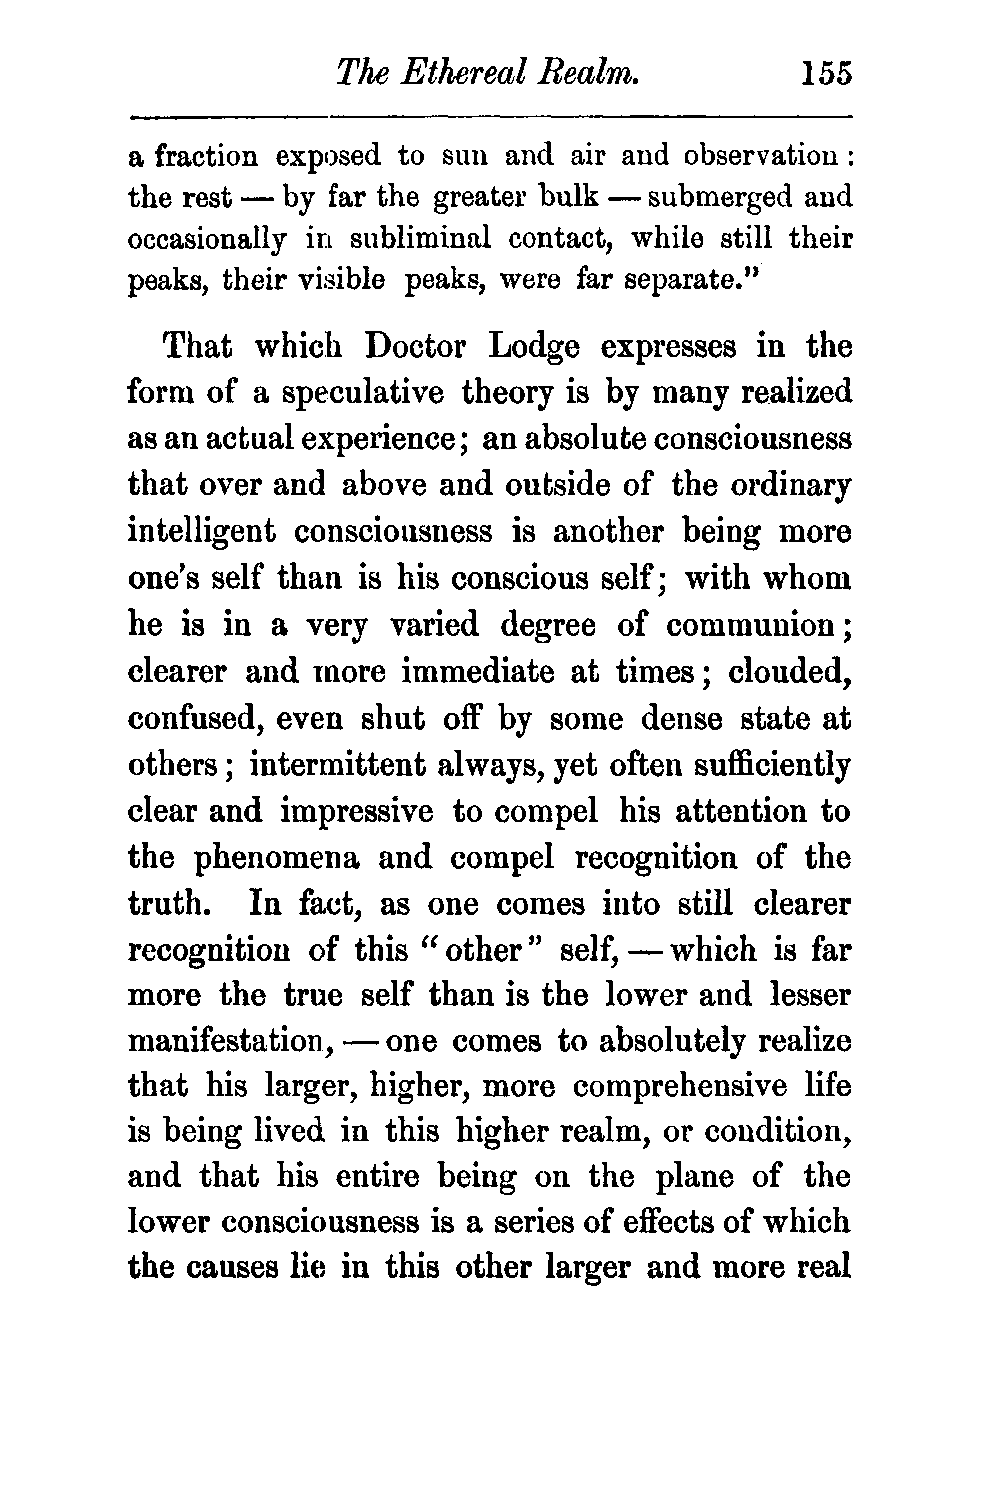 The Ethereal Realm. 155
a fraction exposed to sun and air and observation :
the rest — by far the greater bulk — submerged and
occasionally in subliminal contact, while still their
peaks, their visible peaks, were far separate."
That which Doctor Lodge expresses in the
form of a speculative theory is by many realized
as an actual experience; an absolute consciousness
that over and above and outside of the ordinary
intelligent consciousness is another being more
one's self than is his conscious self; with whom
he is in a very varied degree of communion;
clearer and more immediate at times; clouded,
confused, even shut off by some dense state at
others; intermittent always, yet often sufficiently
clear and impressive to compel his attention to
the phenomena and compel recognition of the
truth. In fact, as one comes into still clearer
recognition of this "other" self, — which is far
more the true self than is the lower and lesser
manifestation, — one comes to absolutely realize
that his larger, higher, more comprehensive life
is being lived in this higher realm, or condition,
and that his entire being on the plane of the
lower consciousness is a series of effects of which
the causes lie in this other larger and more real